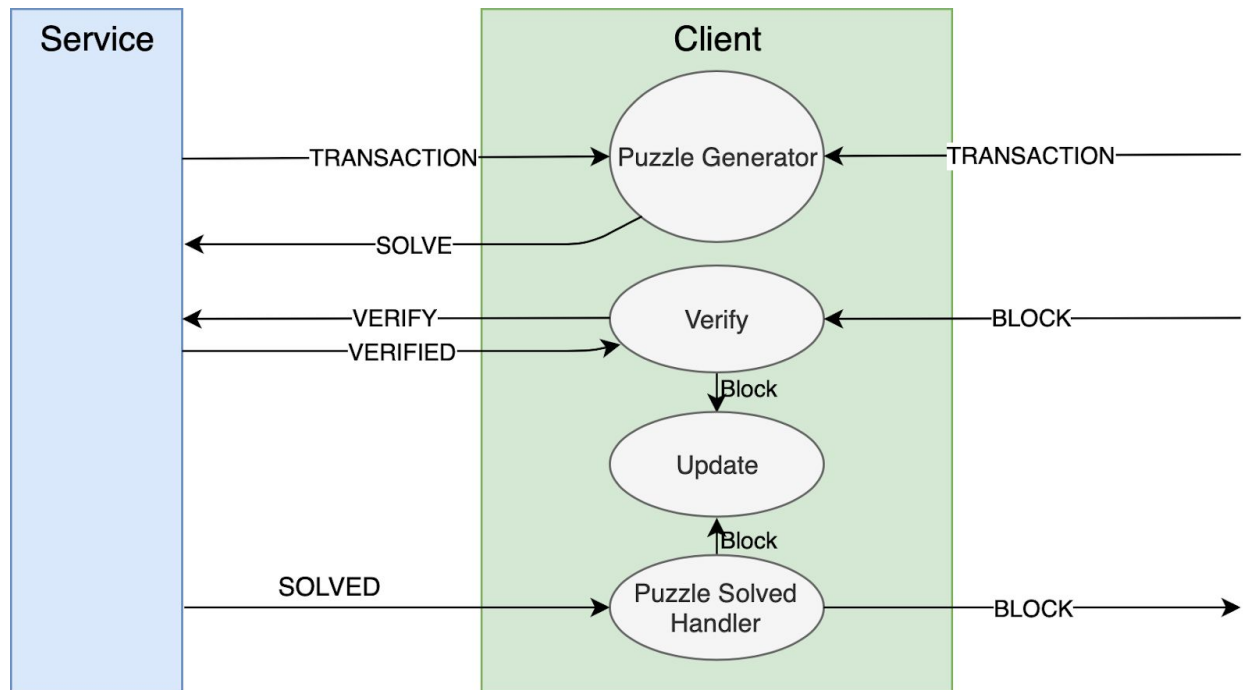 Service
Client
TRANSACTION
Puzzle Generator
TRANSACTION
SOLVE
VERIFY
Verify
BLOCK
VERIFIED
Block
Update
Block
SOLVED
Puzzle Solved
Handler
BLOCK